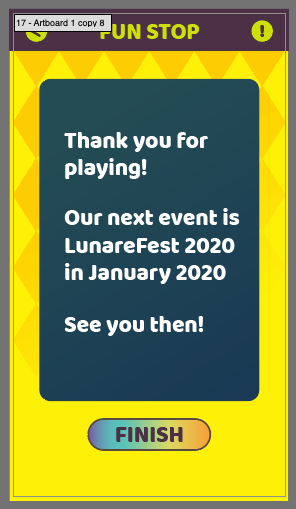 17 - Artboard 1 copy 8
FUN STOP
!
Thank you for
playing!
Our next event is
LunareFest 2020
in January 2020
See you then!
FINISH